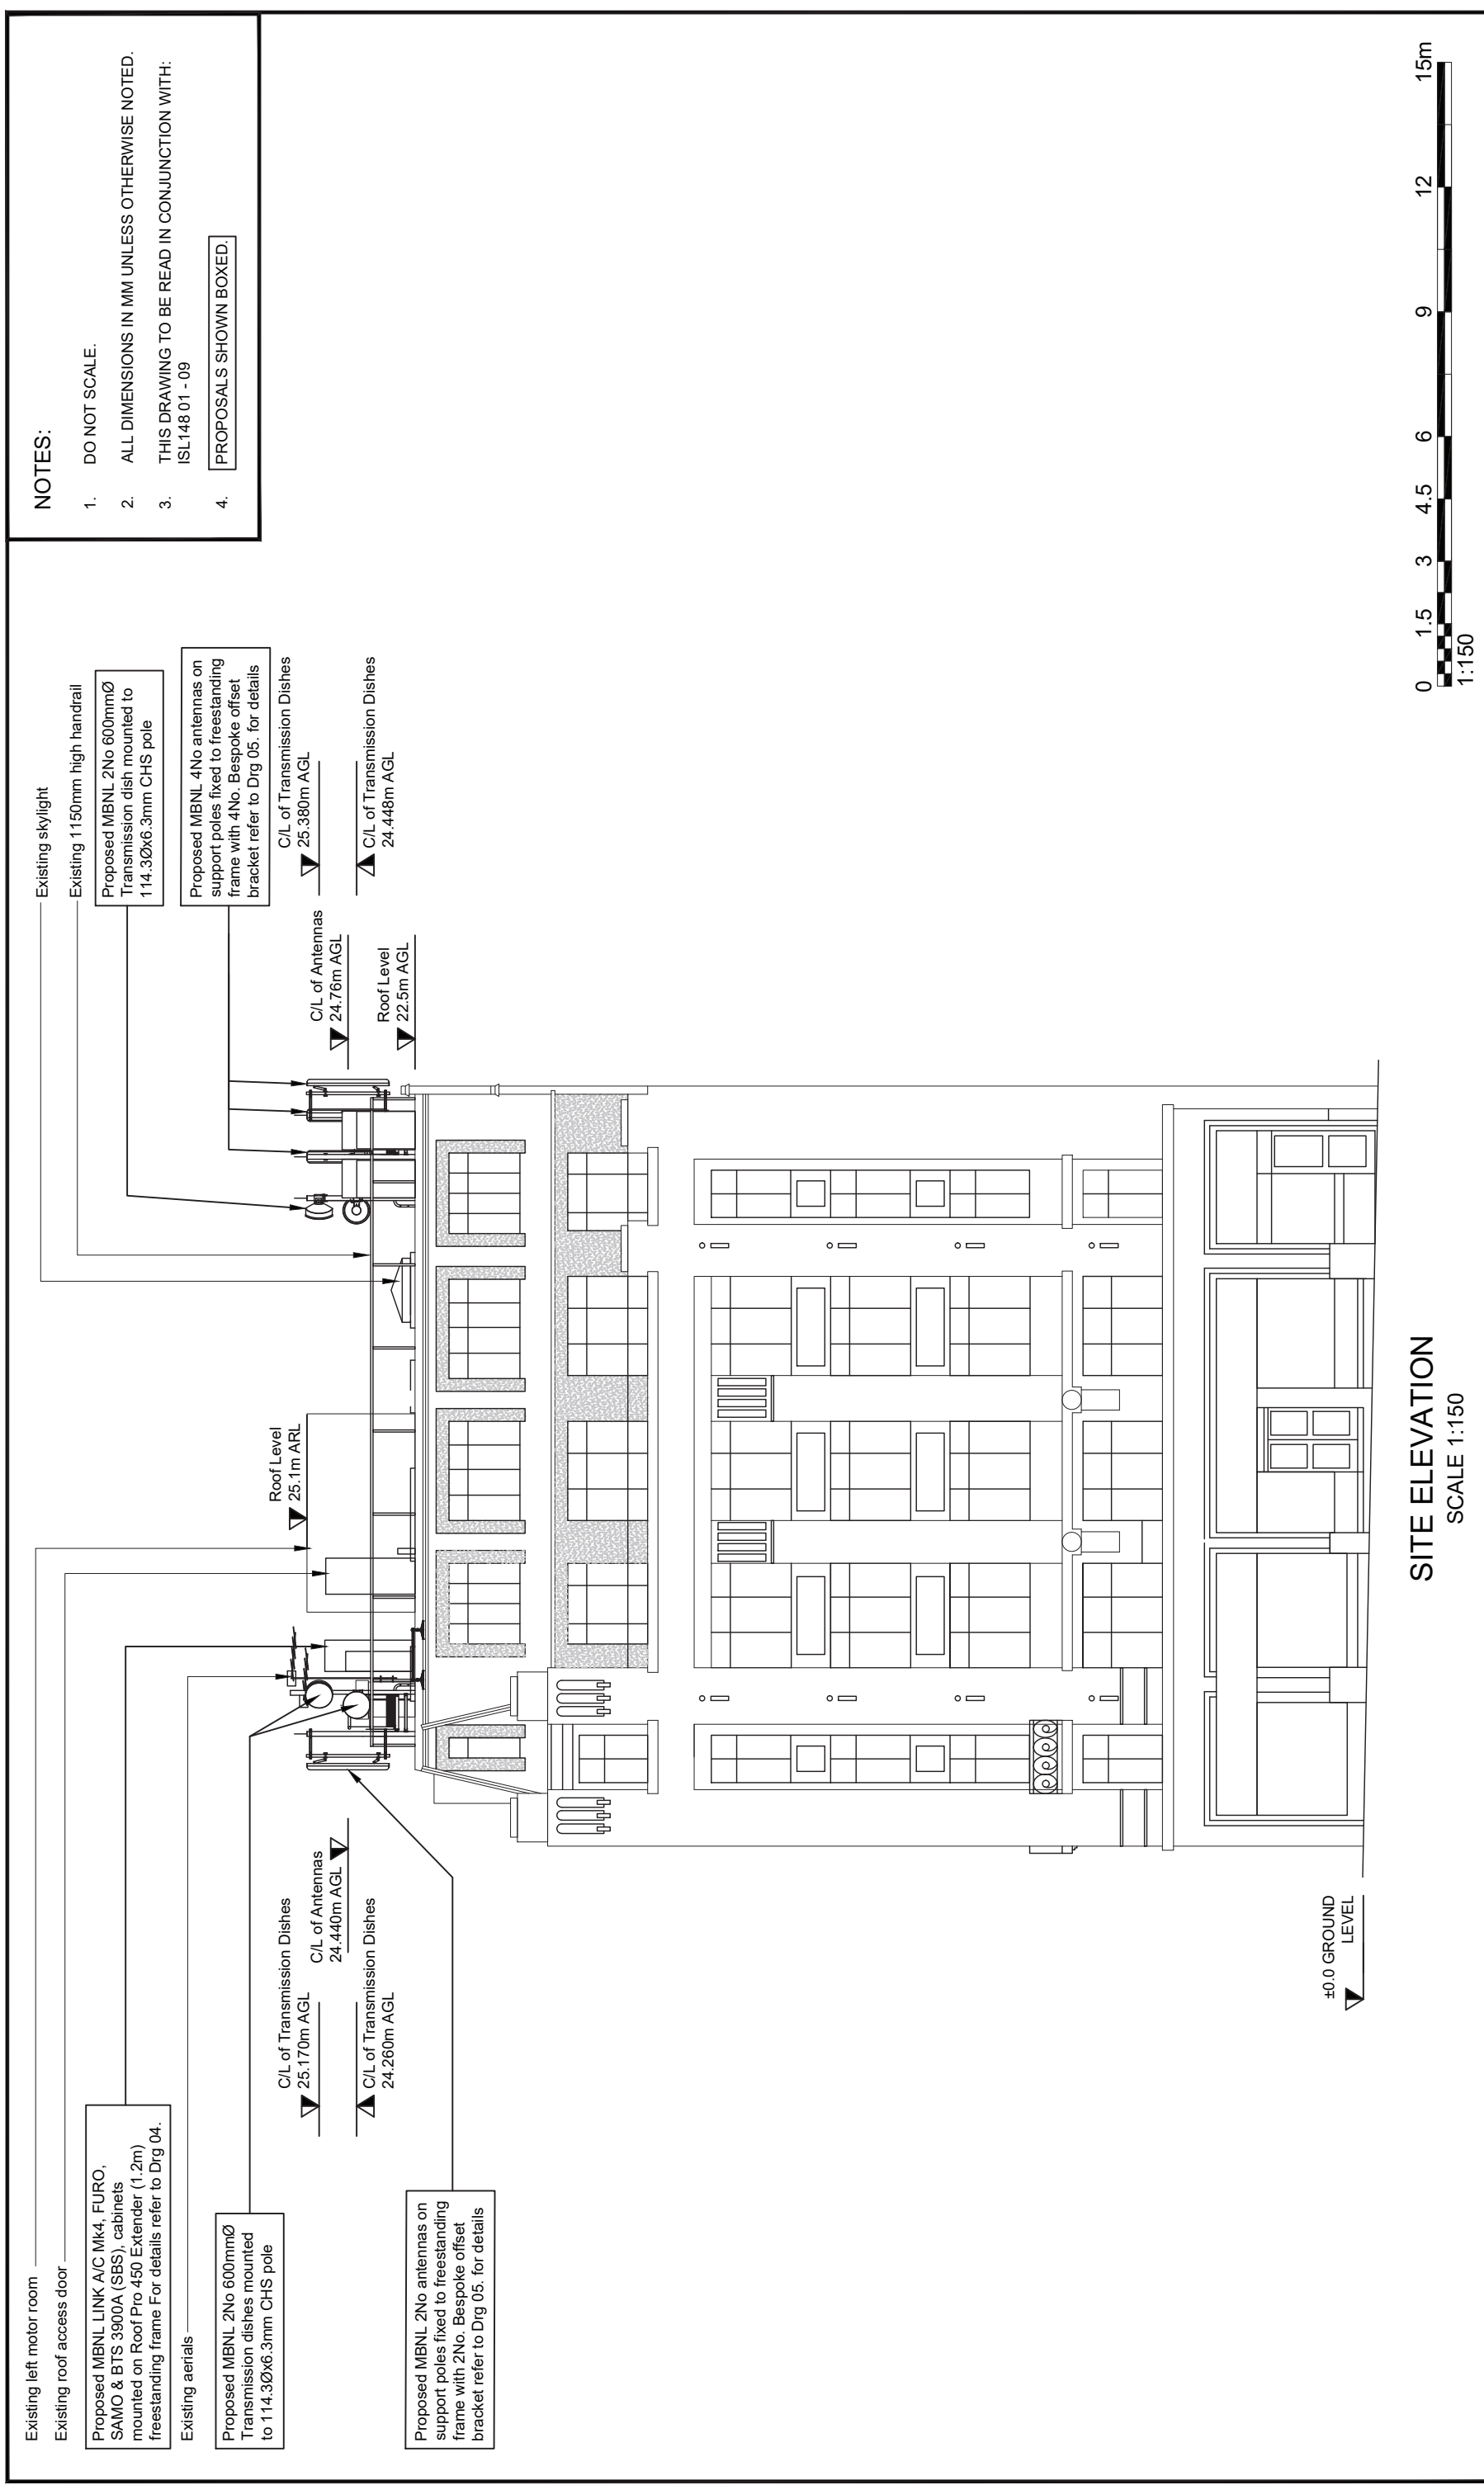 Existing left motor room
Existing roof access door
Proposed MBNL LINK A/C Mk4, FURO,
SAMO & BTS 3900A (SBS), cabinets
mounted on Roof Pro 450 Extender (1.2m)
freestanding frame For details refer to Drg 04.
Existing aerials
Proposed MBNL 2No 600mmØ
Transmission dishes mounted
to 114.3Øx6.3mm CHS pole
Proposed MBNL 2No antennas on
support poles fixed to freestanding
frame with 2No. Bespoke offset
bracket refer to Drg 05. for details
C/L of Transmission Dishes
25.170m AGL
C/L of Antennas
24.440m AGL
C/L of Transmission Dishes
24.260m AGL
±0.0 GROUND
LEVEL
Roof Level
25.1m ARL
Existing skylight
Existing 1150mm high handrail
Proposed MBNL 2No 600mmØ
Transmission dish mounted to
114.3Øx6.3mm CHS pole
Proposed MBNL 4No antennas on
support poles fixed to freestanding
frame with 4No. Bespoke offset
bracket refer to Drg 05. for details
C/L of Transmission Dishes
25.380m AGL
C/L of Transmission Dishes
24.448m AGL
C/L of Antennas
24.76m AGL
Roof Level
22.5m AGL
NOTES:
1. DO NOT SCALE.
2. ALL DIMENSIONS IN MM UNLESS OTHERWISE NOTED.
3. THIS DRAWING TO BE READ IN CONJUNCTION WITH:
ISL148 01 - 09
4. PROPOSALS SHOWN BOXED.
SITE ELEVATION
SCALE 1:150
0 1.5 3 4.5 6 9 12 15m
1:150